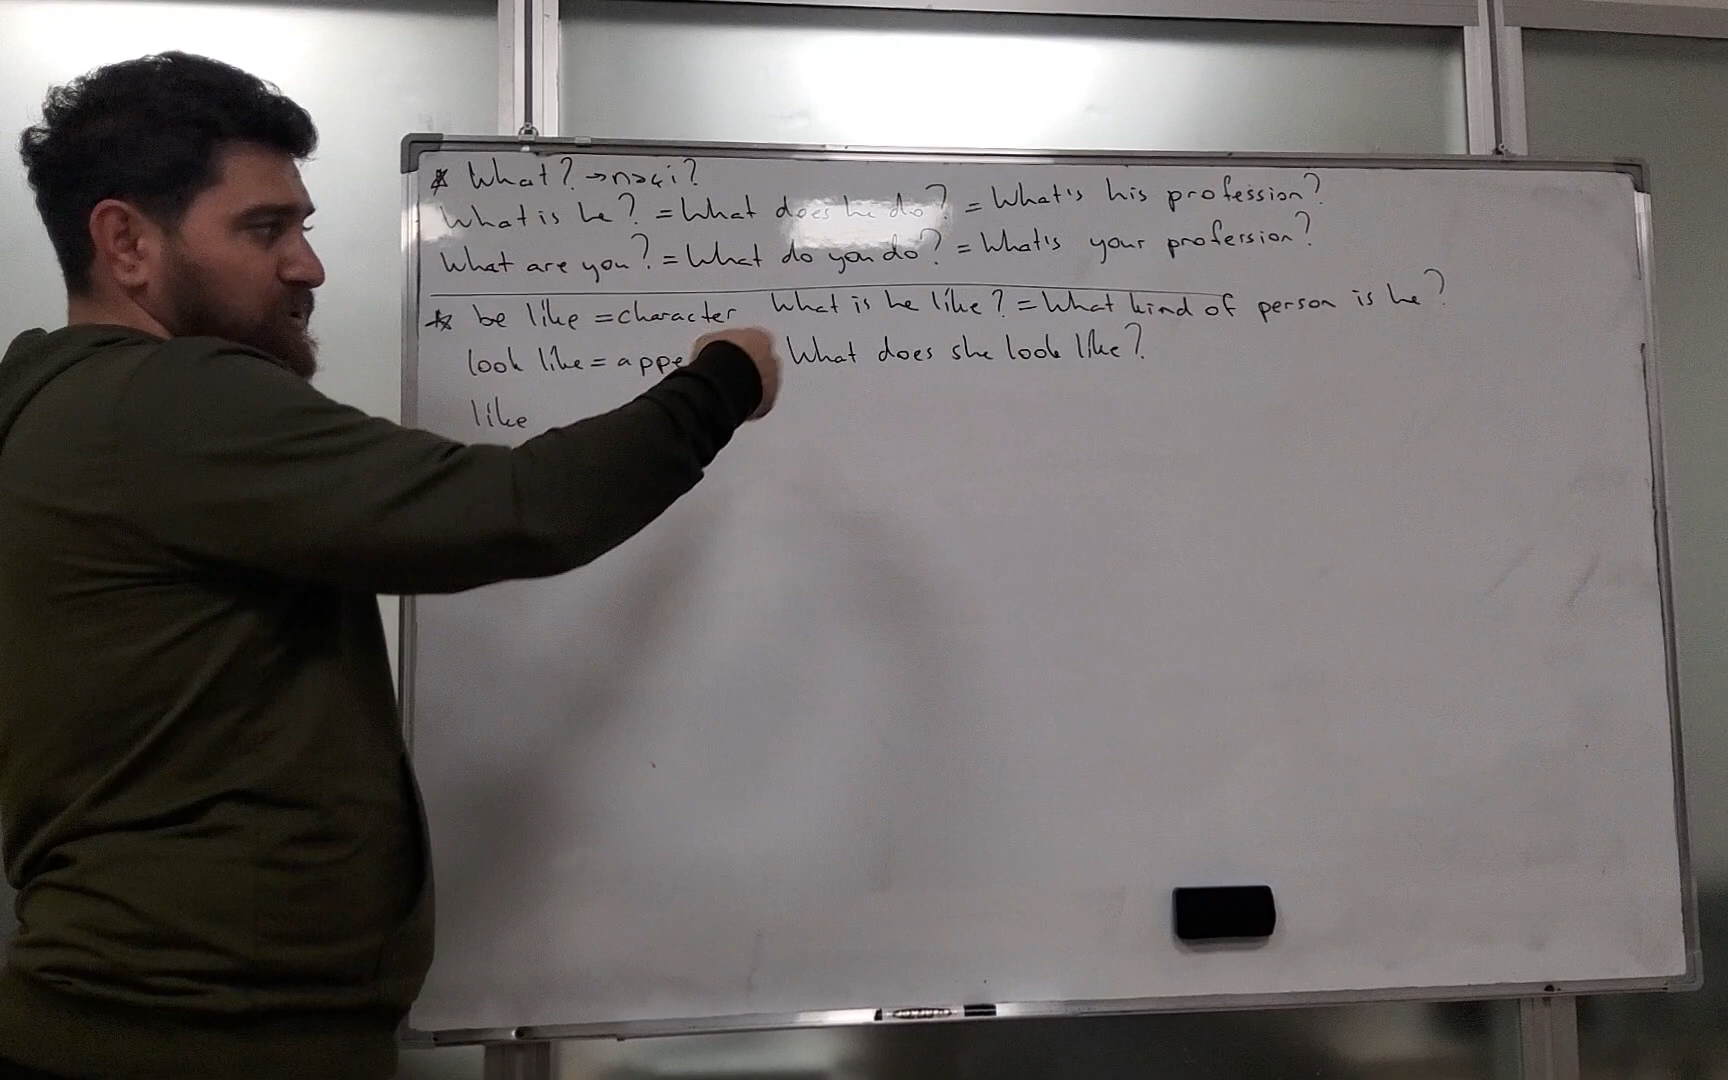 * What? → nəçi?
What is he? = What does he do? = What's his profession?
What are you? = What do you do? = What's your profession?
* be like = character What is he like? = What kind of person is he?
look like = appe What does she look like?
like